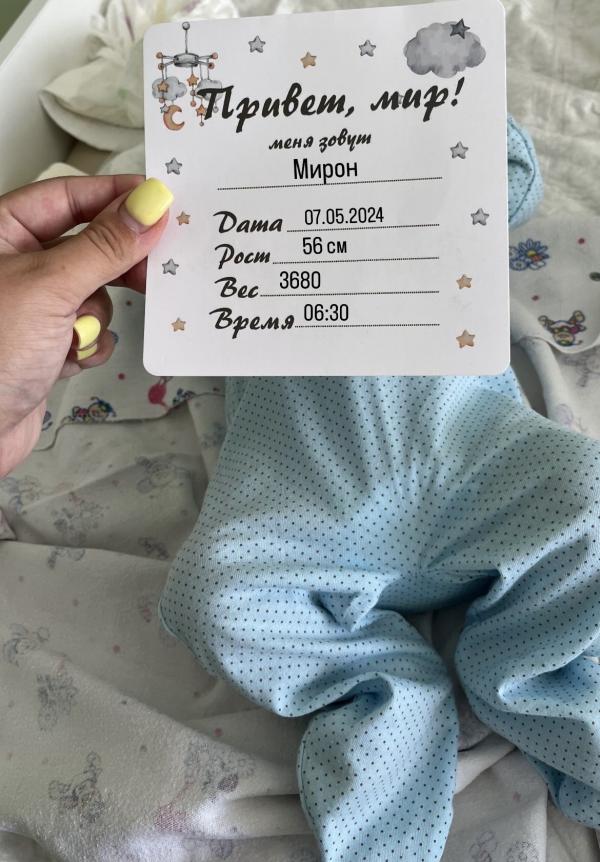 Привет, мир!
меня зовут
Мирон
Дата 07.05.2024
Рост 56 см
Вес 3680
Время 06:30